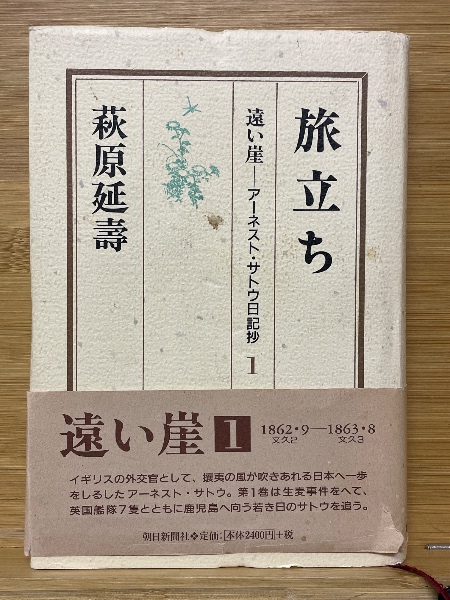 旅立ち
遠い崖―アーネスト・サトウ日記抄 1
萩原延壽
遠い崖 1
1862・9―1863・8
文久2 文久3
イギリスの外交官として、攘夷の風が吹きあれる日本へ一歩
をしるしたアーネスト・サトウ。第1巻は生麦事件をへて、
英国艦隊7隻とともに鹿児島へ向う若き日のサトウを追う。
朝日新聞社❖定価:本体2400円+税